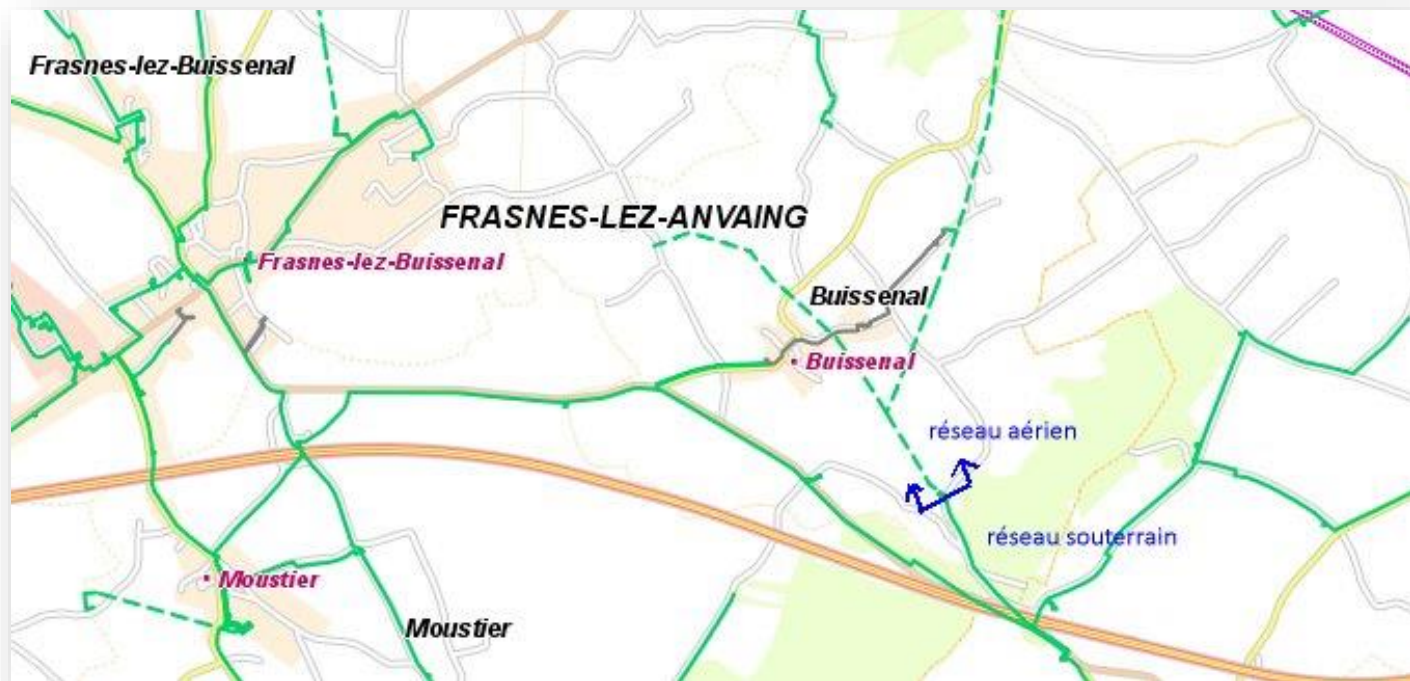 Frasnes-lez-Buissenal
FRASNES-LEZ-ANVAING
Frasnes-lez-Buissenal
Buissenal
Buissenal
réseau aérien
réseau souterrain
Moustier
Moustier